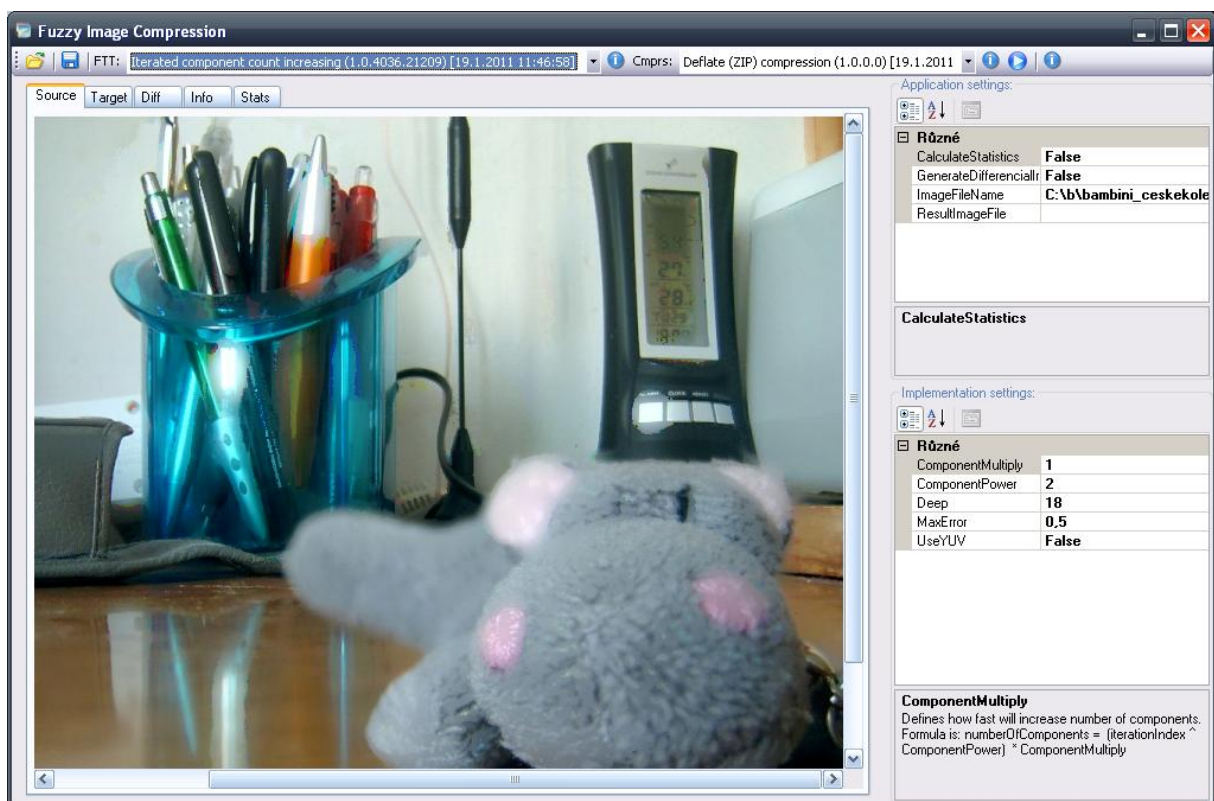 Fuzzy Image Compression
FTT: Iterated component count increasing (1.0.4036.21209) [19.1.2011 11:46:58] Cmprs: Deflate (ZIP) compression (1.0.0.0) [19.1.2011
Source Target Diff Info Stats
Application settings:
Různé
CalculateStatistics False
GenerateDifferencialIr False
ImageFileName C:\b\bambini_ceskekole
ResultImageFile
CalculateStatistics
Implementation settings:
Různé
ComponentMultiply 1
ComponentPower 2
Deep 18
MaxError 0,5
UseYUV False
ComponentMultiply
Defines how fast will increase number of components.
Formula is: numberOfComponents = (iterationIndex ^
ComponentPower) * ComponentMultiply